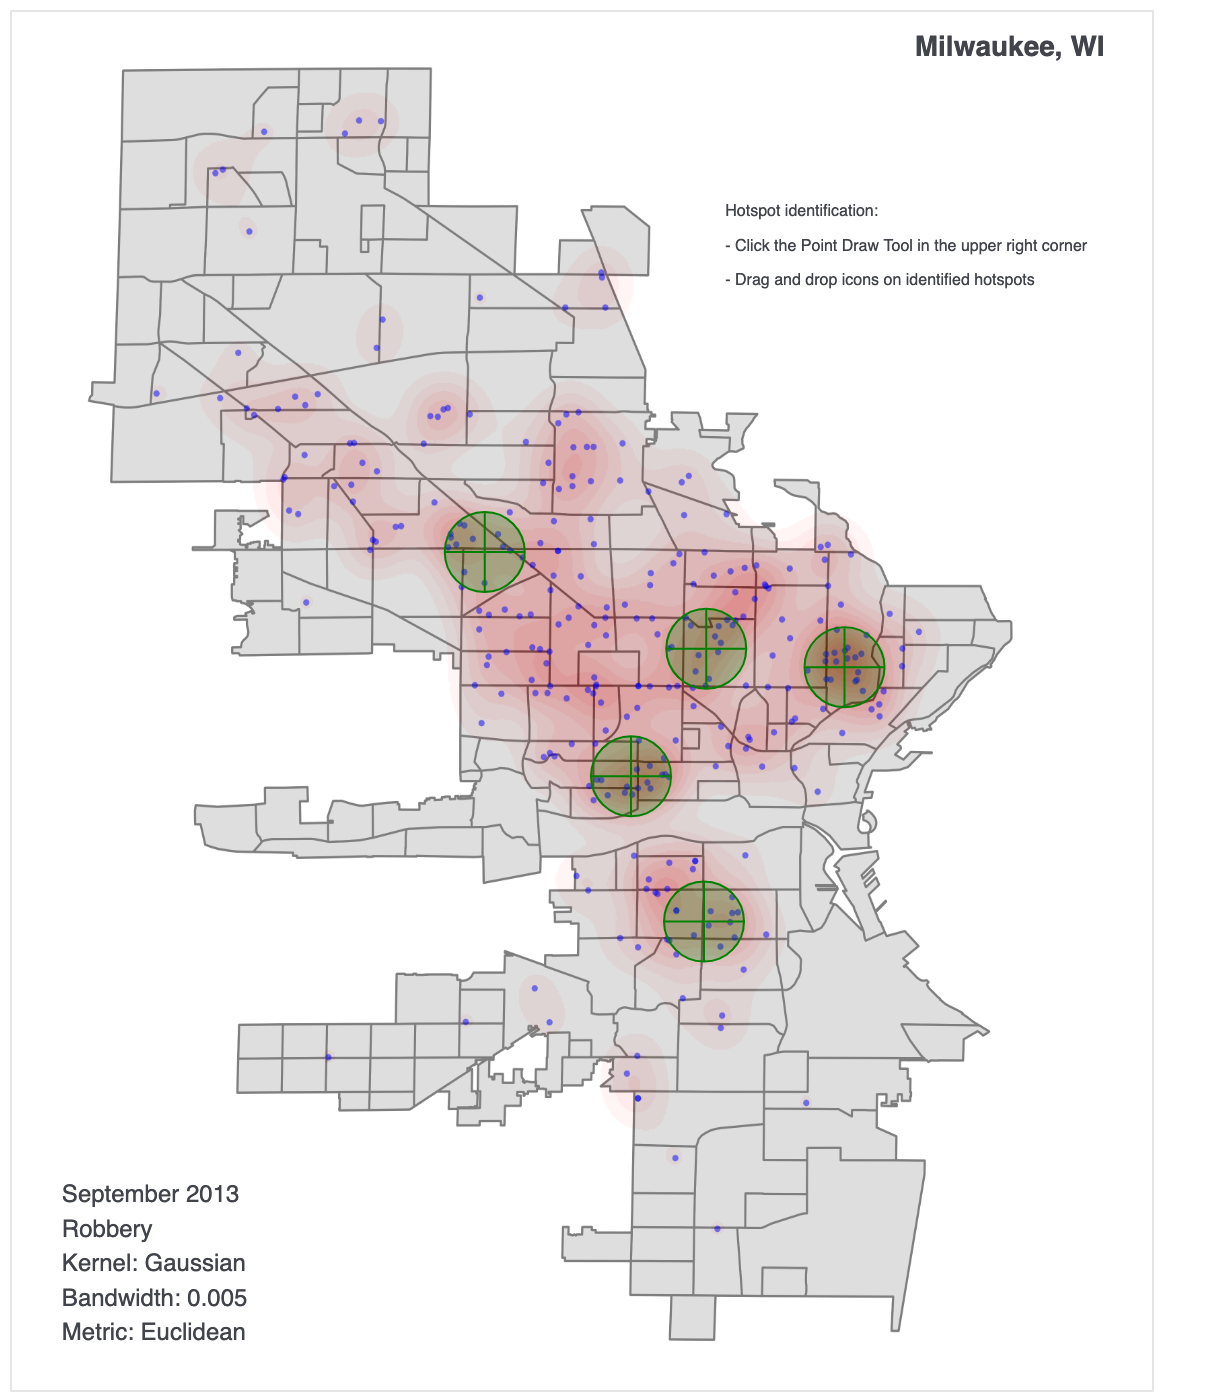 Milwaukee, WI
Hotspot identification:
- Click the Point Draw Tool in the upper right corner
- Drag and drop icons on identified hotspots
September 2013
Robbery
Kernel: Gaussian
Bandwidth: 0.005
Metric: Euclidean